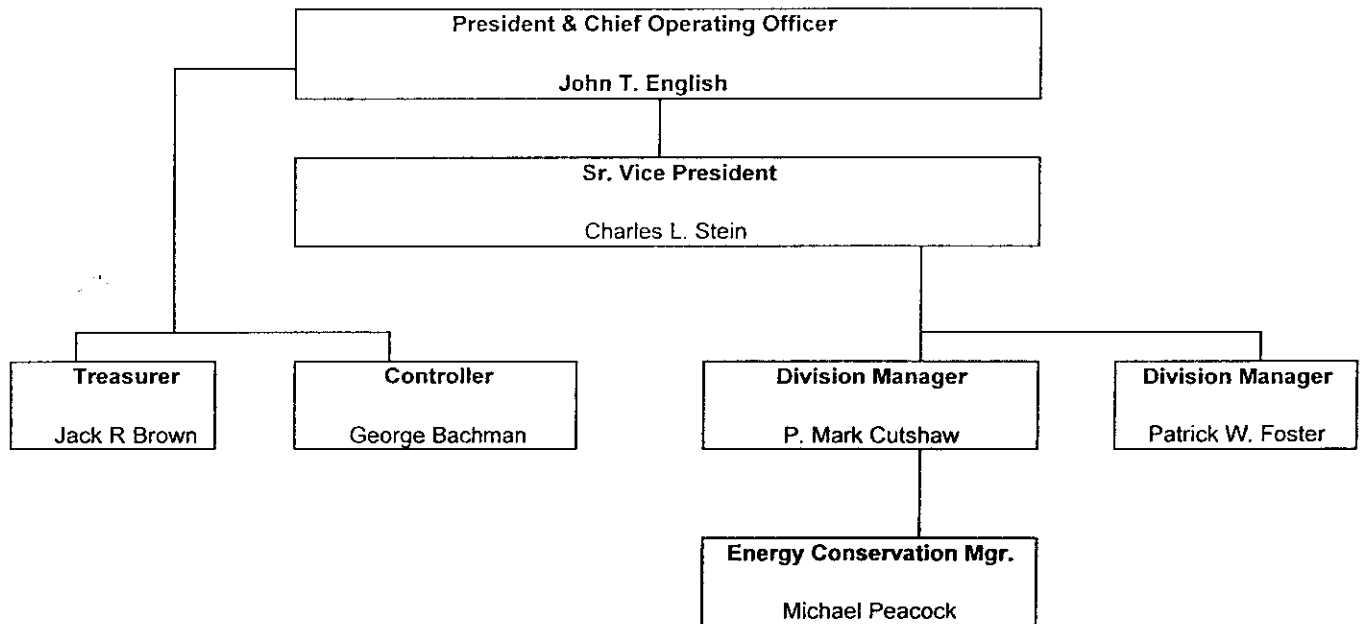 President & Chief Operating Officer
John T. English
Sr. Vice President
Charles L. Stein
Treasurer
Jack R Brown
Controller
George Bachman
Division Manager
P. Mark Cutshaw
Division Manager
Patrick W. Foster
Energy Conservation Mgr.
Michael Peacock